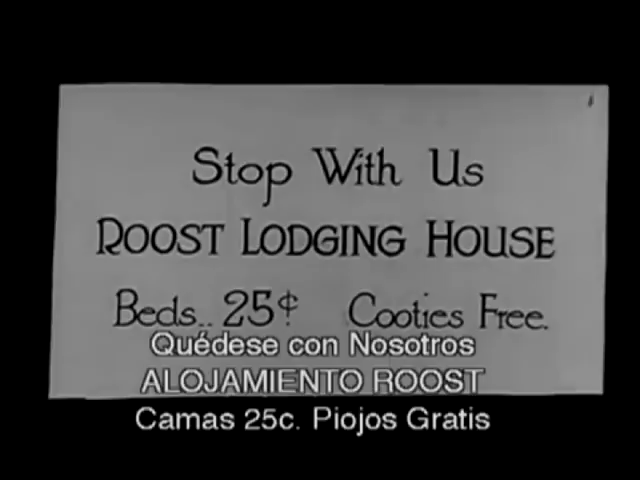 Stop With Us
ROOST LODGING HOUSE
Beds.. 25¢ Cooties Free.
Quédese con Nosotros
ALOJAMIENTO ROOST
Camas 25c. Piojos Gratis